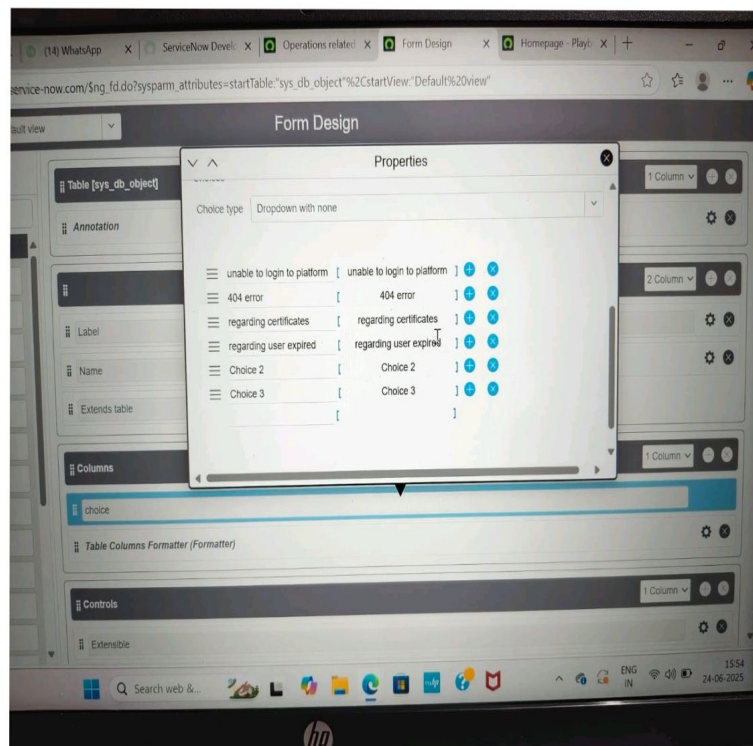 (14) WhatsApp X ServiceNow Develo X Operations related X Form Design X Homepage - Playb X +
service-now.com/$ng_fd.do?sysparm_attributes=startTable:"sys_db_object"%2CstartView:"Default%20view"
ault view
Form Design
Properties
Table [sys_db_object]
1 Column
Annotation
Choice type Dropdown with none
2 Column
unable to login to platform [ unable to login to platform ]
404 error [ 404 error ]
regarding certificates [ regarding certificates ]
regarding user expired [ regarding user expired ]
Choice 2 [ Choice 2 ]
Choice 3 [ Choice 3 ]
[ ]
Label
Name
Extends table
Columns
1 Column
choice
Table Columns Formatter (Formatter)
Controls
1 Column
Extensible
Search web &...
ENG
IN
15:54
24-06-2025
hp